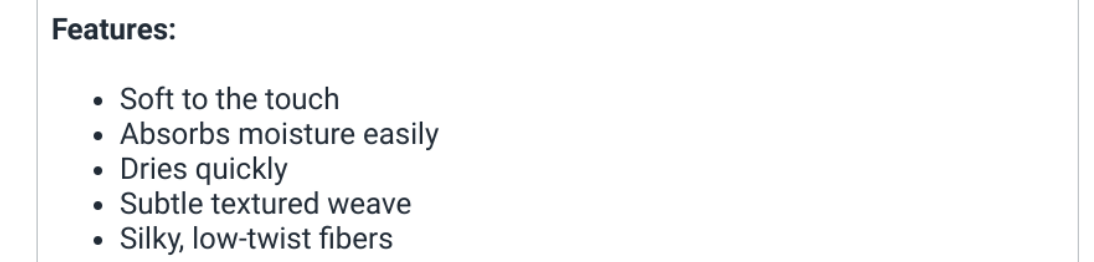 Features:
• Soft to the touch
• Absorbs moisture easily
• Dries quickly
• Subtle textured weave
• Silky, low-twist fibers